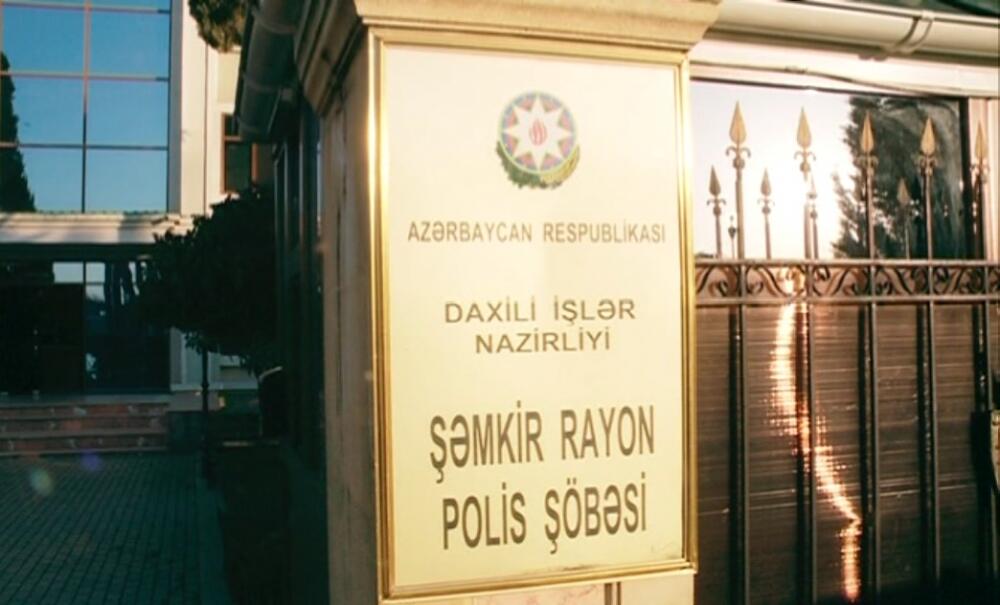 AZƏRBAYCAN RESPUBLİKASI
DAXİLİ İŞLƏR
NAZİRLİYİ
ŞƏMKİR RAYON
POLİS ŞÖBƏSİ